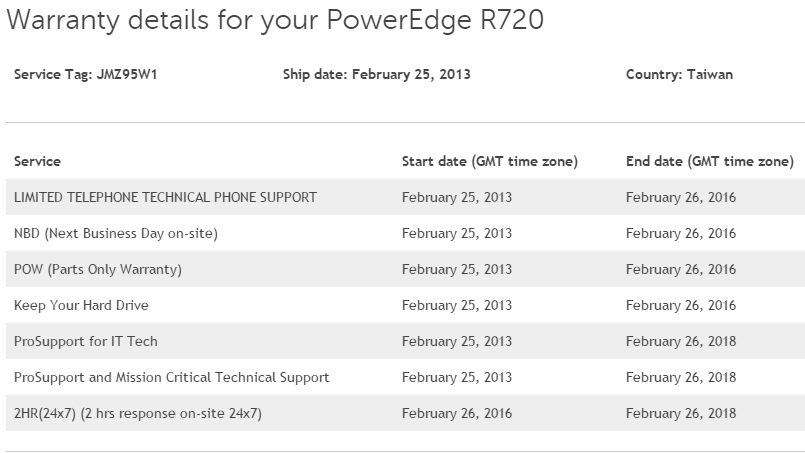 Warranty details for your PowerEdge R720
Service Tag: JMZ95W1 Ship date: February 25, 2013 Country: Taiwan
Service Start date (GMT time zone) End date (GMT time zone)
LIMITED TELEPHONE TECHNICAL PHONE SUPPORT February 25, 2013 February 26, 2016
NBD (Next Business Day on-site) February 25, 2013 February 26, 2016
POW (Parts Only Warranty) February 25, 2013 February 26, 2016
Keep Your Hard Drive February 25, 2013 February 26, 2016
ProSupport for IT Tech February 25, 2013 February 26, 2018
ProSupport and Mission Critical Technical Support February 25, 2013 February 26, 2018
2HR(24x7) (2 hrs response on-site 24x7) February 26, 2016 February 26, 2018